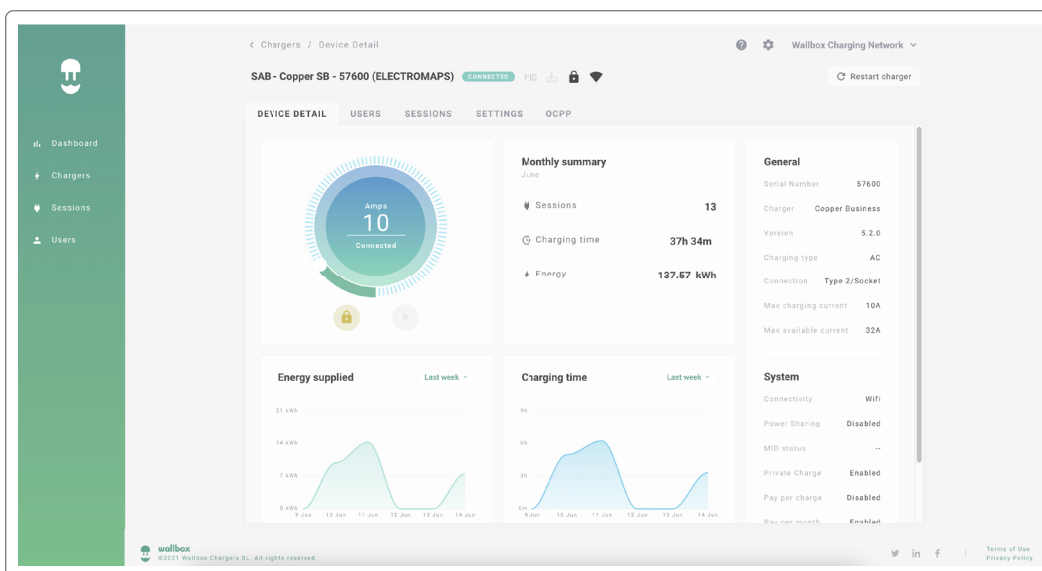 < Chargers / Device Detail
Wallbox Charging Network
SAB - Copper SB - 57600 (ELECTROMAPS) CONNECTED MID
Restart charger
DEVICE DETAIL USERS SESSIONS SETTINGS OCPP
Dashboard
Chargers
Sessions
Users
Amps
10
Connected
Monthly summary
June
Sessions 13
Charging time 37h 34m
Energy 137.57 kWh
General
Serial Number 57600
Charger Copper Business
Version 5.2.0
Charging type AC
Connection Type 2/Socket
Max charging current 10A
Max available current 32A
Energy supplied Last week
21 kWh
14 kWh
7 kWh
0 kWh
9 Jun 10 Jun 11 Jun 12 Jun 13 Jun 14 Jun
Charging time Last week
9h
6h
3h
0m
9 Jun 10 Jun 11 Jun 12 Jun 13 Jun 14 Jun
System
Connectivity Wifi
Power Sharing Disabled
MID status --
Private Charge Enabled
Pay per charge Disabled
Pay per month Enabled
wallbox
©2021 Wallbox Chargers SL. All rights reserved.
Terms of Use
Privacy Policy